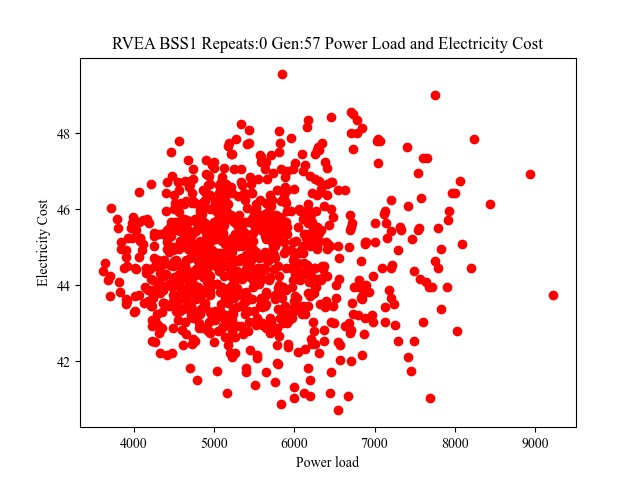 RVEA BSS1 Repeats:0 Gen:57 Power Load and Electricity Cost
48
46
44
42
Electricity Cost
4000 5000 6000 7000 8000 9000
Power load